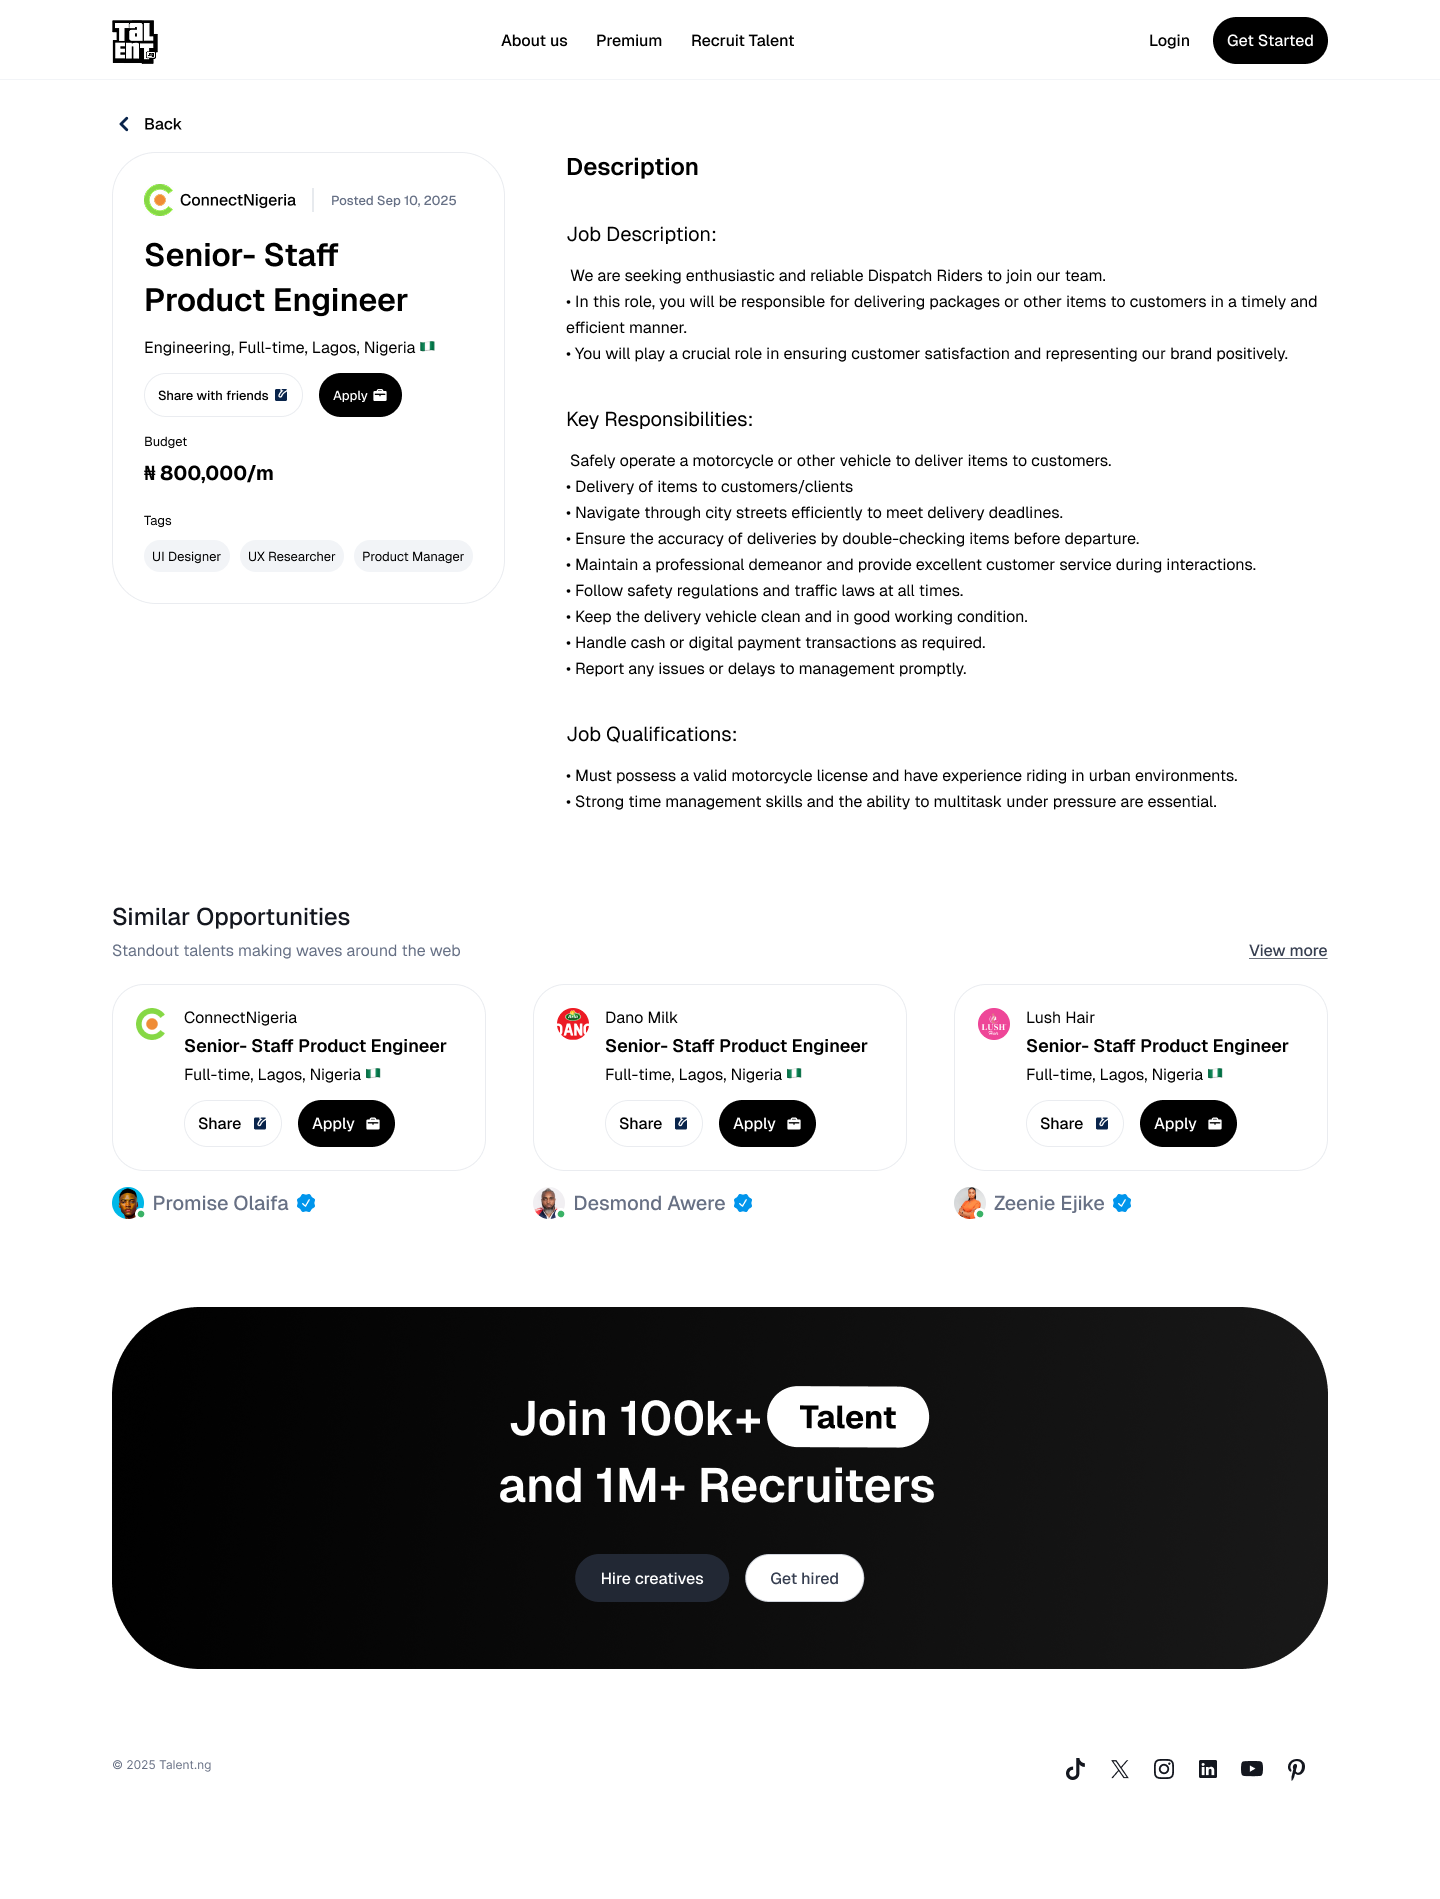 TaL
ENT
About us
Premium
Recruit Talent
Login
Get Started
Back
ConnectNigeria
Posted Sep 10, 2025
Senior- Staff
Product Engineer
Engineering, Full-time, Lagos, Nigeria
Share with friends
Apply
Budget
₦ 800,000/m
Tags
UI Designer
UX Researcher
Product Manager
Description
Job Description:
We are seeking enthusiastic and reliable Dispatch Riders to join our team.
• In this role, you will be responsible for delivering packages or other items to customers in a timely and
efficient manner.
• You will play a crucial role in ensuring customer satisfaction and representing our brand positively.
Key Responsibilities:
Safely operate a motorcycle or other vehicle to deliver items to customers.
• Delivery of items to customers/clients
• Navigate through city streets efficiently to meet delivery deadlines.
• Ensure the accuracy of deliveries by double-checking items before departure.
• Maintain a professional demeanor and provide excellent customer service during interactions.
• Follow safety regulations and traffic laws at all times.
• Keep the delivery vehicle clean and in good working condition.
• Handle cash or digital payment transactions as required.
• Report any issues or delays to management promptly.
Job Qualifications:
• Must possess a valid motorcycle license and have experience riding in urban environments.
• Strong time management skills and the ability to multitask under pressure are essential.
Similar Opportunities
Standout talents making waves around the web
View more
ConnectNigeria
Senior- Staff Product Engineer
Full-time, Lagos, Nigeria
Share
Apply
Promise Olaifa
DANO
Dano Milk
Senior- Staff Product Engineer
Full-time, Lagos, Nigeria
Share
Apply
Desmond Awere
LUSH
Hair
Lush Hair
Senior- Staff Product Engineer
Full-time, Lagos, Nigeria
Share
Apply
Zeenie Ejike
Join 100k+ Talent
and 1M+ Recruiters
Hire creatives
Get hired
© 2025 Talent.ng